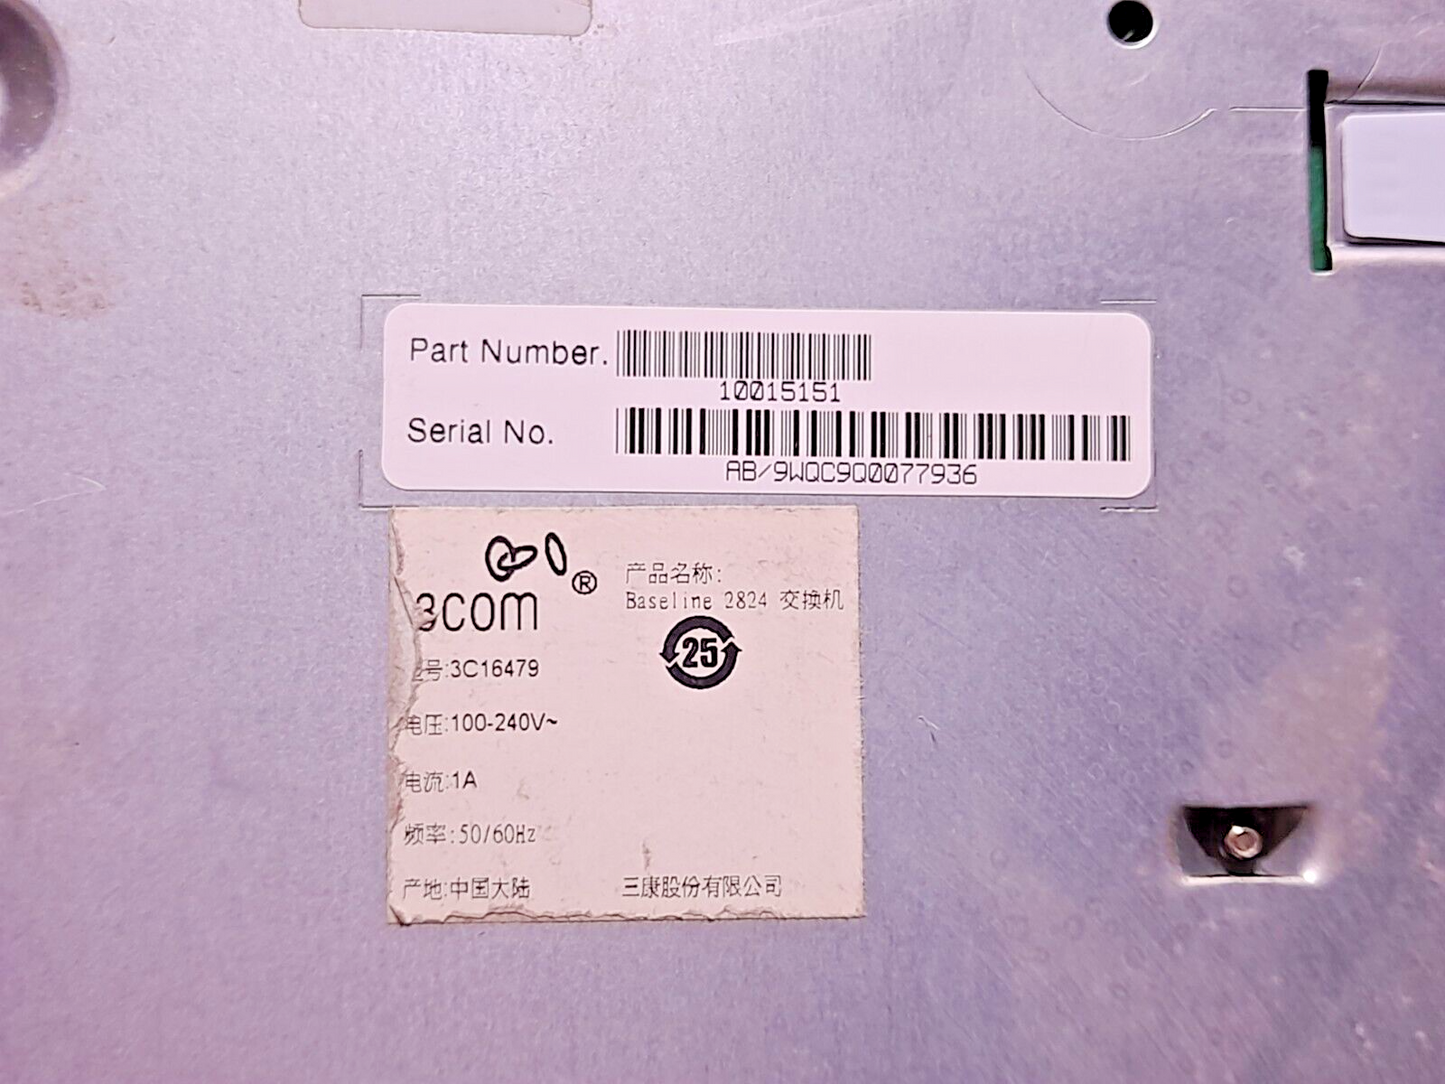 Part Number.
10015151
Serial No.
AB/9WQC9Q0077936
3COM ®
产品名称:
Baseline 2824 交换机
25
号:3C16479
电压:100-240V~
电流:1A
频率:50/60Hz
产地:中国大陆
三康股份有限公司